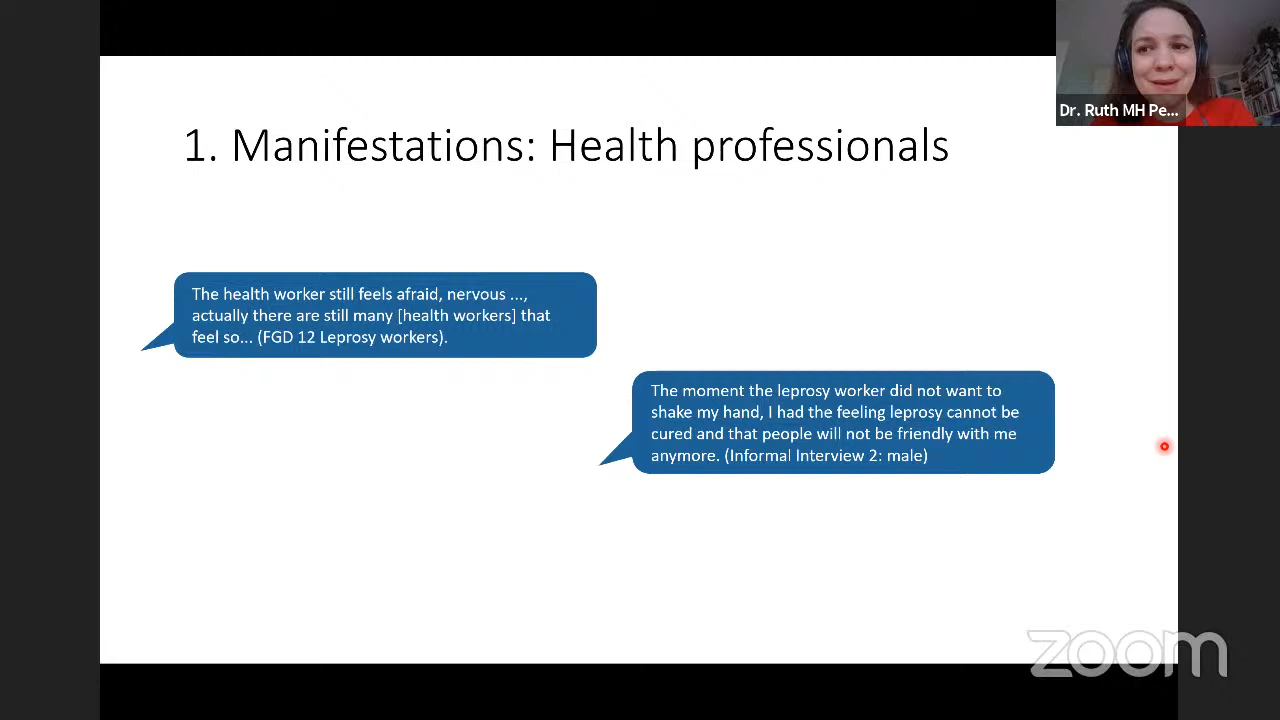 Dr. Ruth MH Pe...
1. Manifestations: Health professionals
The health worker still feels afraid, nervous ...,
actually there are still many [health workers] that
feel so... (FGD 12 Leprosy workers).
The moment the leprosy worker did not want to
shake my hand, I had the feeling leprosy cannot be
cured and that people will not be friendly with me
anymore. (Informal Interview 2: male)
zoom